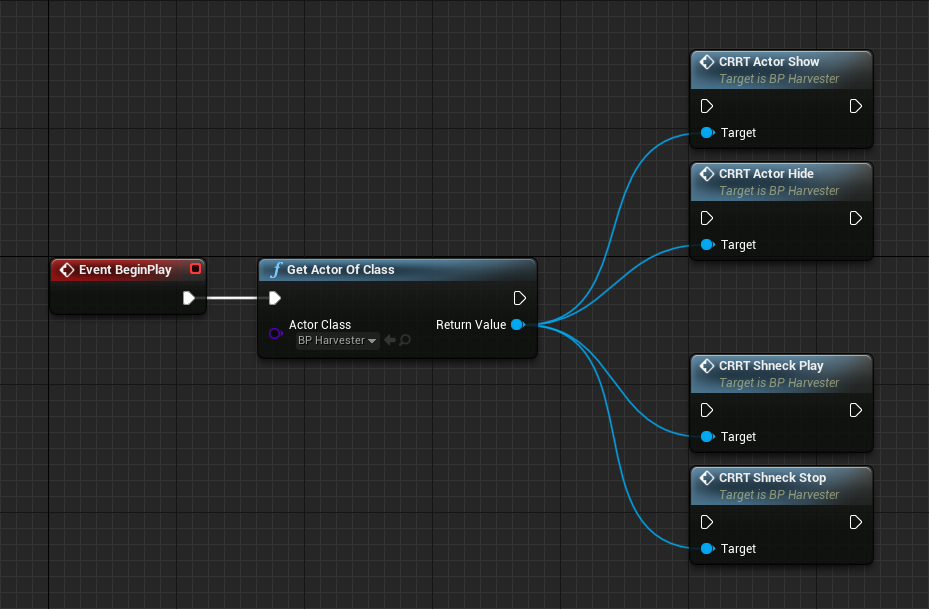 CRRT Actor Show
Target is BP Harvester
Target
CRRT Actor Hide
Target is BP Harvester
Target
Event BeginPlay
Get Actor Of Class
Actor Class
BP Harvester
Return Value
CRRT Shneck Play
Target is BP Harvester
Target
CRRT Shneck Stop
Target is BP Harvester
Target